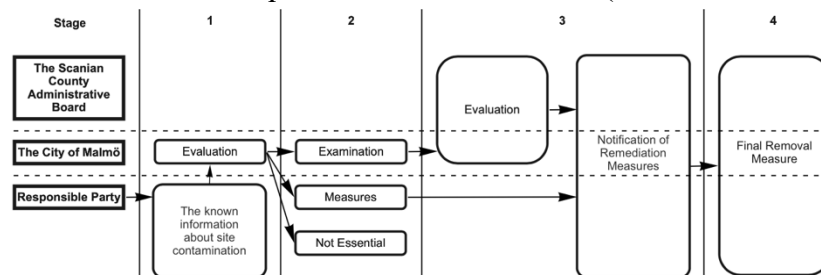 Stage
1
2
3
4
The Scanian
County
Administrative
Board
Evaluation
Notification of
Remediation
Measures
Final Removal
Measure
The City of Malmö
Evaluation
Examination
Responsible Party
The known
information
about site
contamination
Measures
Not Essential